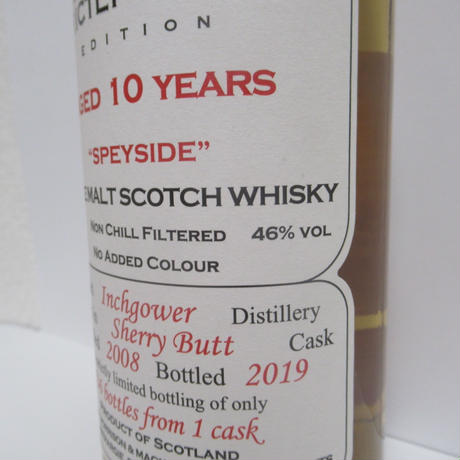 EDITION
10 YEARS
"SPEYSIDE"
MALT SCOTCH WHISKY
NON CHILL FILTERED 46% VOL
NO ADDED COLOUR
Inchgower Distillery
Sherry Butt Cask
2008 Bottled 2019
limited bottling of only
bottles from 1 cask
PRODUCT OF SCOTLAND